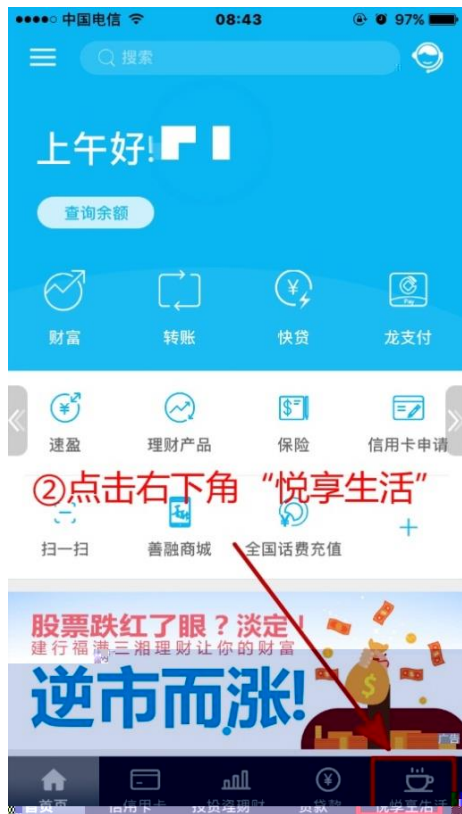 中国电信 08:43 97%
搜索
上午好!
查询余额
财富 转账 快贷 龙支付
速盈 理财产品 保险 信用卡申请
②点击右下角“悦享生活”
扫一扫 善融商城 全国话费充值
股票跌红了眼？淡定！
建行福满三湘理财让你的财富
逆市而涨!
广告
首页 信用卡 投资理财 贷款 悦享生活